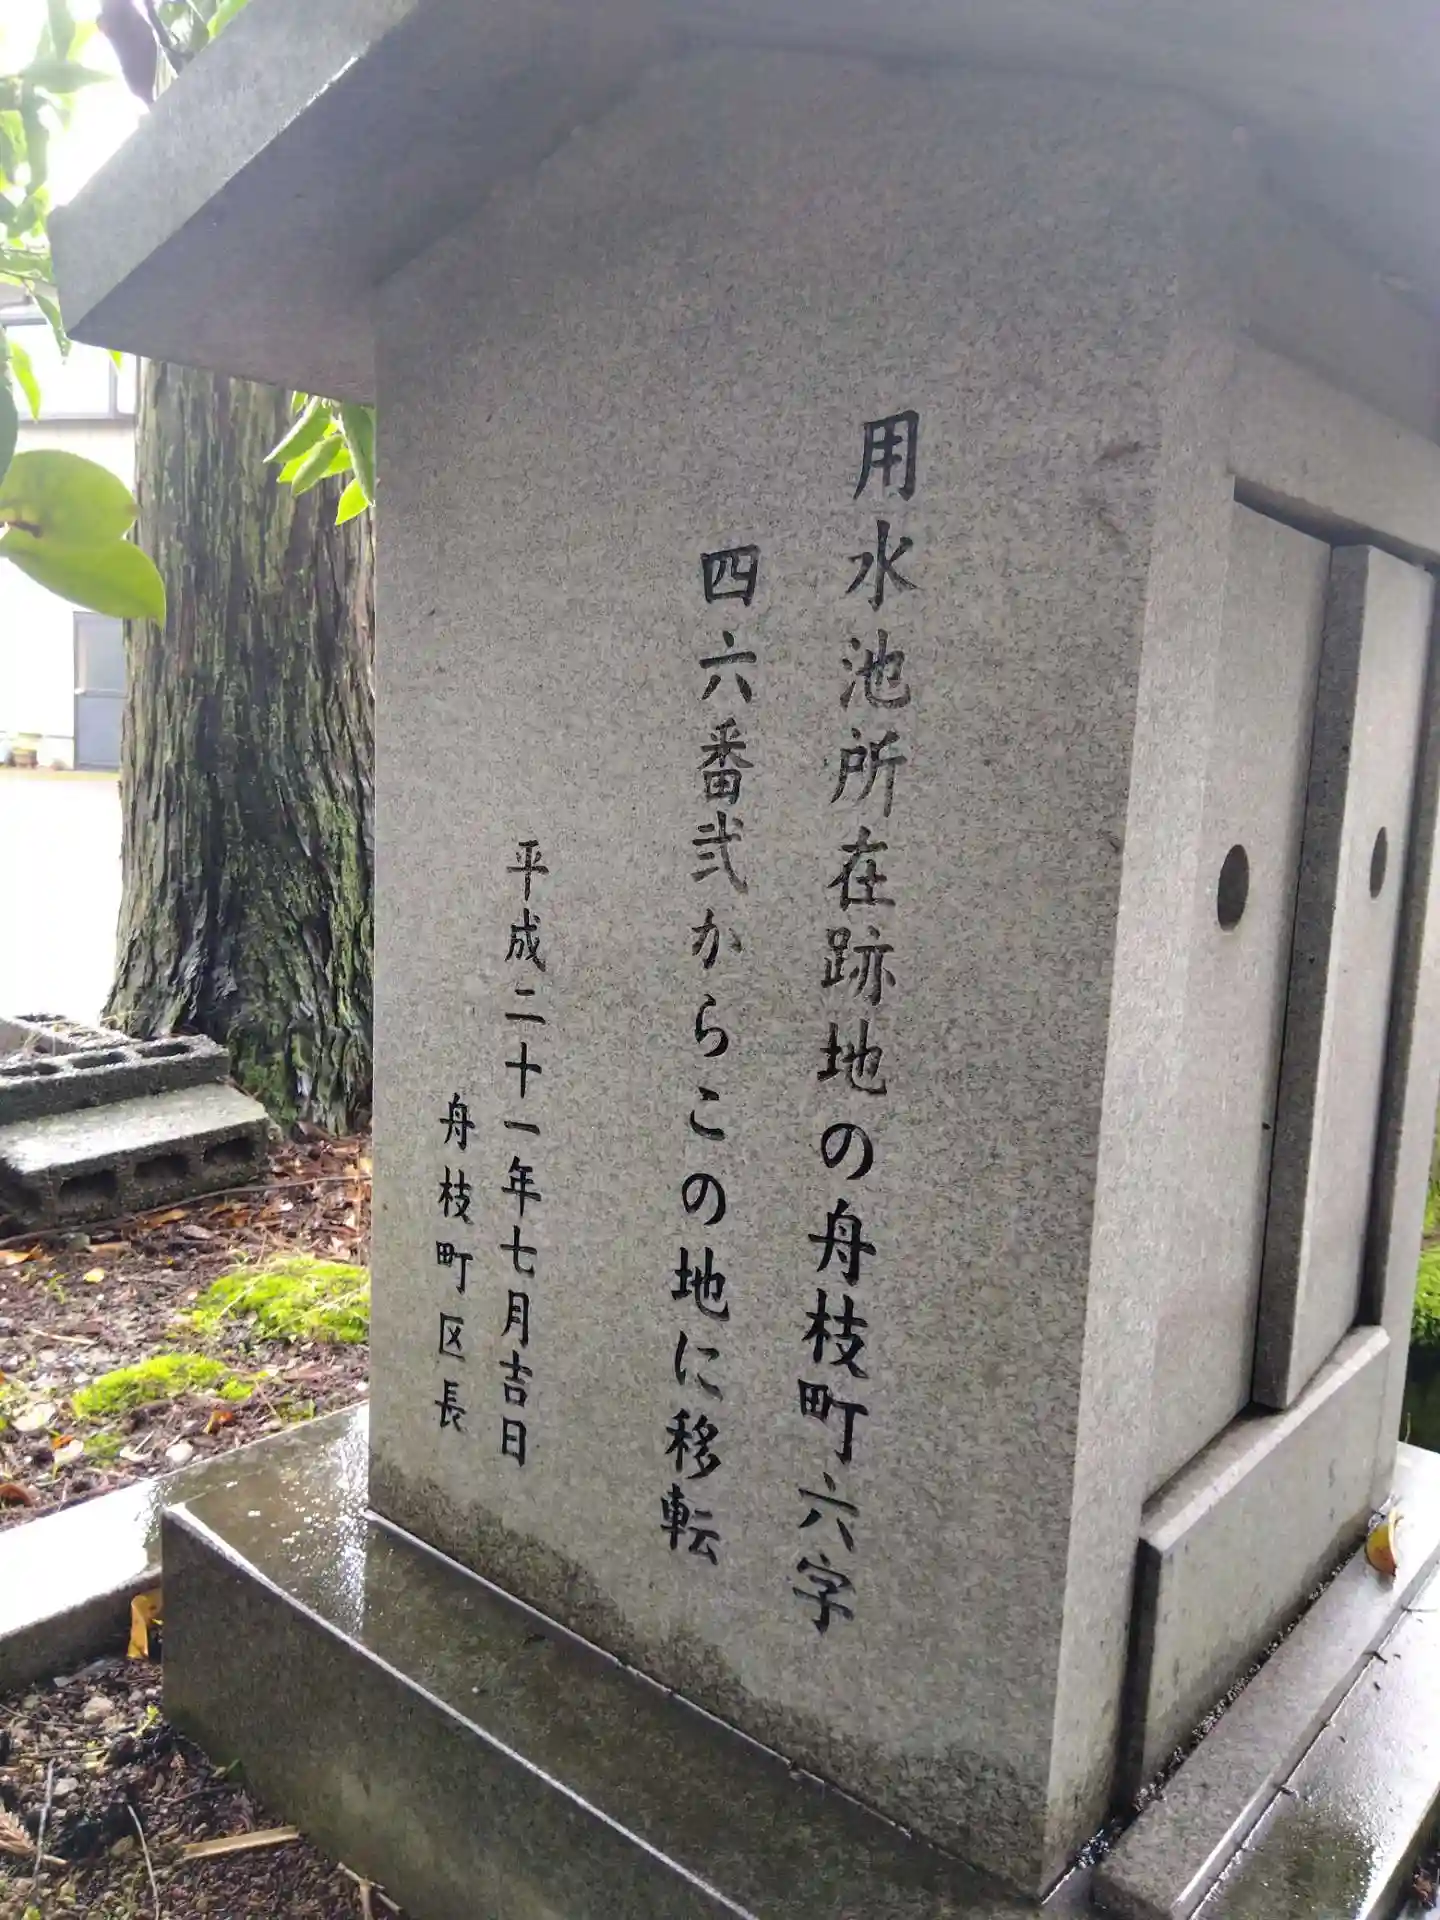 用水池所在跡地の舟枝町六字
四六番弐からこの地に移転
平成二十一年七月吉日
舟枝町区長